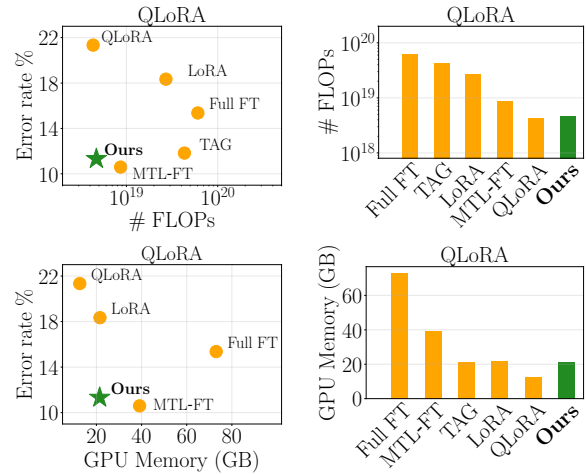 QLoRA
Error rate %
22
18
14
10
QLoRA
LoRA
Full FT
TAG
Ours
MTL-FT
10^19
10^20
# FLOPs
QLoRA
# FLOPs
10^20
10^19
10^18
Full FT
TAG
LoRA
MTL-FT
QLoRA
Ours
QLoRA
Error rate %
22
18
14
10
QLoRA
LoRA
Full FT
Ours
MTL-FT
20
40
60
80
GPU Memory (GB)
QLoRA
GPU Memory (GB)
60
40
20
0
Full FT
MTL-FT
TAG
LoRA
QLoRA
Ours